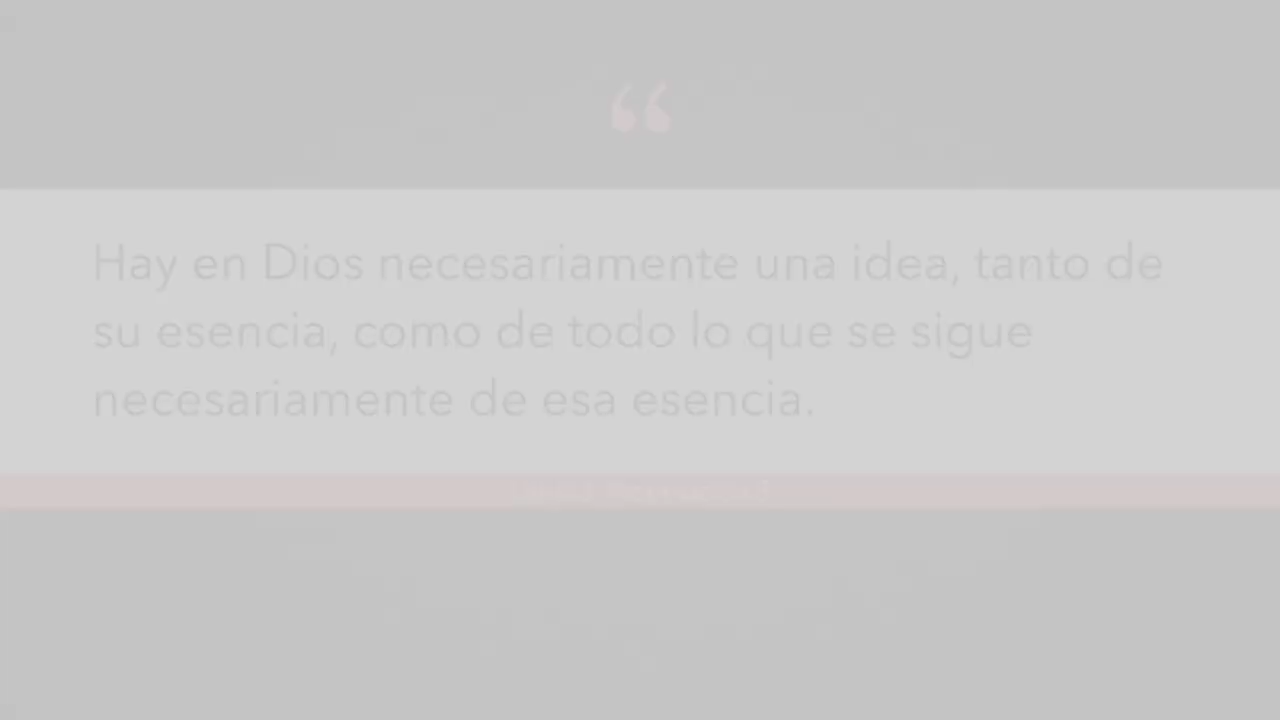 “
Hay en Dios necesariamente una idea, tanto de
su esencia, como de todo lo que se sigue
necesariamente de esa esencia.